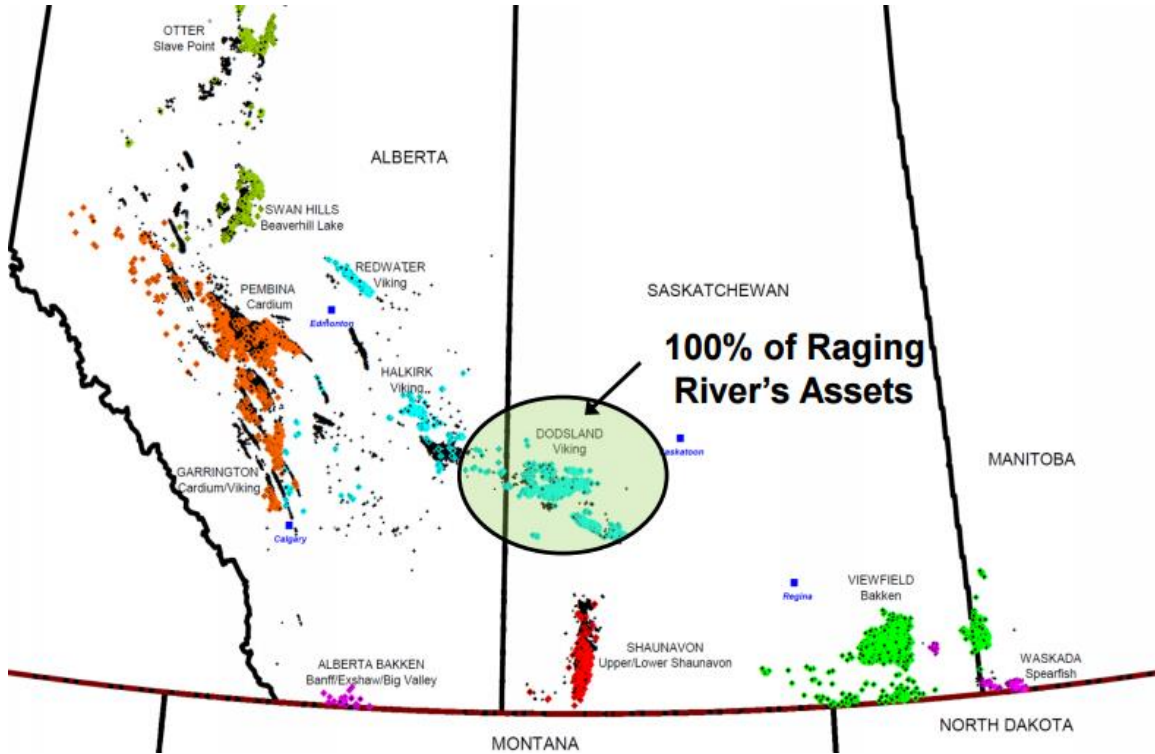 OTTER
Slave Point
ALBERTA
SWAN HILLS
Beaverhill Lake
REDWATER
Viking
PEMBINA
Cardium
Edmonton
SASKATCHEWAN
100% of Raging
River's Assets
HALKIRK
Viking
DODSLAND
Viking
askatoon
MANITOBA
GARRINGTON
Cardium/Viking
Calgary
VIEWFIELD
Bakken
Regina
SHAUNAVON
Upper/Lower Shaunavon
WASKADA
Spearfish
ALBERTA BAKKEN
Banff/Exshaw/Big Valley
NORTH DAKOTA
MONTANA